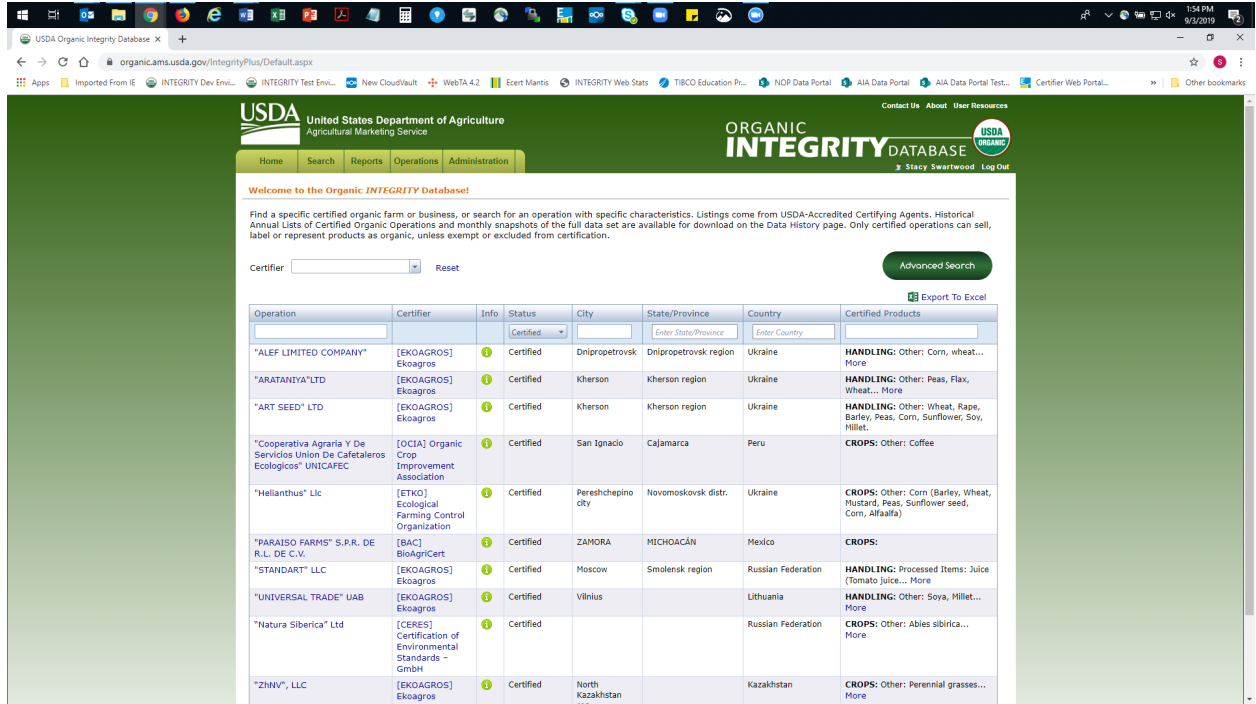 1:54 PM
9/3/2019
USDA Organic Integrity Database
organic.ams.usda.gov/IntegrityPlus/Default.aspx
Apps Imported From IE INTEGRITY Dev Envi... INTEGRITY Test Envi... New CloudVault WebTA 4.2 Ecert Mantis INTEGRITY Web Stats TIBCO Education Pr... NOP Data Portal AIA Data Portal AIA Data Portal Test... Certifier Web Portal... » Other bookmarks
Contact Us About User Resources
USDA United States Department of Agriculture
Agricultural Marketing Service
ORGANIC
INTEGRITY DATABASE
USDA
ORGANIC
Stacy Swartwood Log Out
Home Search Reports Operations Administration
Welcome to the Organic INTEGRITY Database!
Find a specific certified organic farm or business, or search for an operation with specific characteristics. Listings come from USDA-Accredited Certifying Agents. Historical
Annual Lists of Certified Organic Operations and monthly snapshots of the full data set are available for download on the Data History page. Only certified operations can sell,
label or represent products as organic, unless exempt or excluded from certification.
Certifier Reset
Advanced Search
Export To Excel
Operation Certifier Info Status City State/Province Country Certified Products
Certified Enter State/Province Enter Country
"ALEF LIMITED COMPANY" [EKOAGROS] Certified Dnipropetrovsk Dnipropetrovsk region Ukraine HANDLING: Other: Corn, wheat...
Ekoagros More
"ARATANIYA"LTD [EKOAGROS] Certified Kherson Kherson region Ukraine HANDLING: Other: Peas, Flax,
Ekoagros Wheat... More
"ART SEED" LTD [EKOAGROS] Certified Kherson Kherson region Ukraine HANDLING: Other: Wheat, Rape,
Ekoagros Barley, Peas, Corn, Sunflower, Soy,
Millet.
"Cooperativa Agraria Y De [OCIA] Organic Certified San Ignacio Cajamarca Peru CROPS: Other: Coffee
Servicios Union De Cafetaleros Crop
Ecologicos" UNICAFEC Improvement
Association
"Helianthus" Llc [ETKO] Certified Pereshchepino Novomoskovsk distr. Ukraine CROPS: Other: Corn (Barley, Wheat,
Ecological city Mustard, Peas, Sunflower seed,
Farming Control Corn, Alfaalfa)
Organization
"PARAISO FARMS" S.P.R. DE [BAC] Certified ZAMORA MICHOACÁN Mexico CROPS:
R.L. DE C.V. BioAgriCert
"STANDART" LLC [EKOAGROS] Certified Moscow Smolensk region Russian Federation HANDLING: Processed Items: Juice
Ekoagros (Tomato juice... More
"UNIVERSAL TRADE" UAB [EKOAGROS] Certified Vilnius Lithuania HANDLING: Other: Soya, Millet...
Ekoagros More
"Natura Siberica" Ltd [CERES] Certified Russian Federation CROPS: Other: Abies sibirica...
Certification of More
Environmental
Standards –
GmbH
"ZhNV", LLC [EKOAGROS] Certified North Kazakhstan CROPS: Other: Perennial grasses...
Ekoagros Kazakhstan More